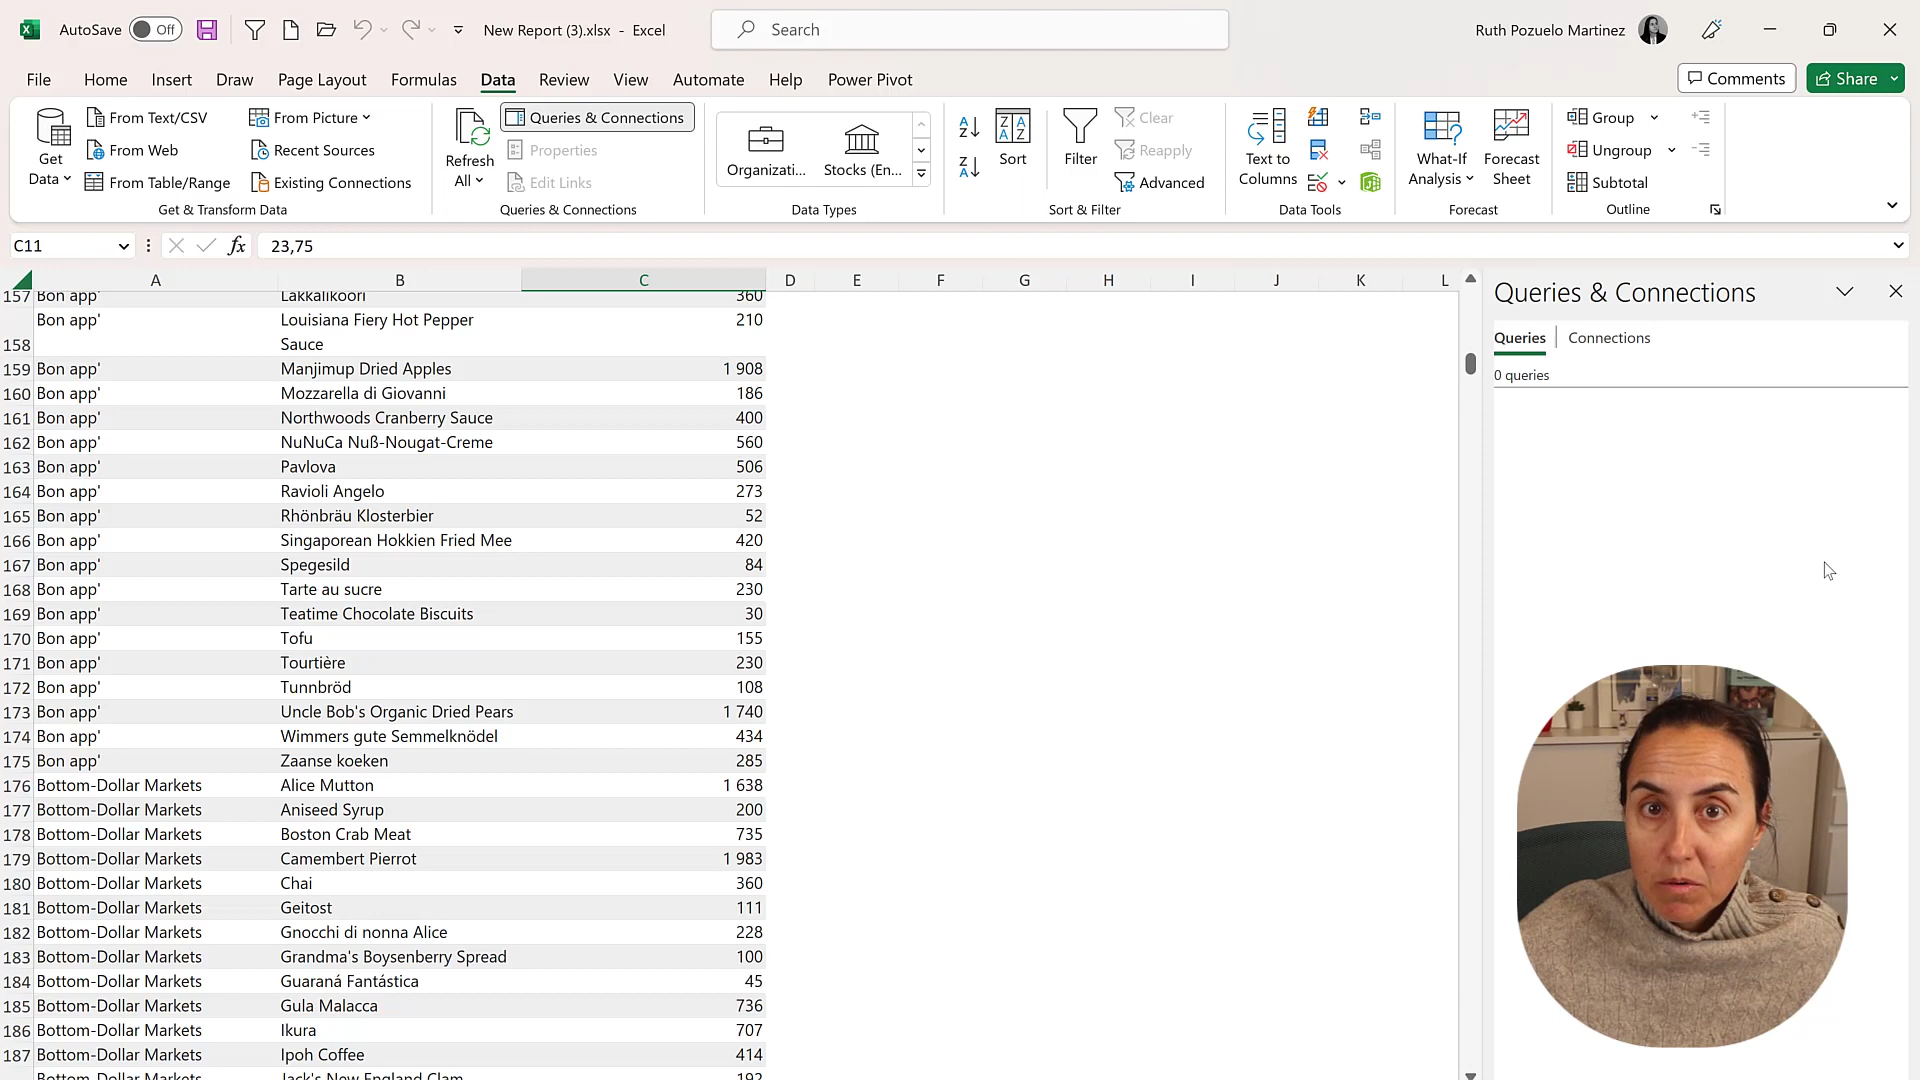 AutoSave Off New Report (3).xlsx - Excel Search Ruth Pozuelo Martinez
File Home Insert Draw Page Layout Formulas Data Review View Automate Help Power Pivot Comments Share
Get Data
From Text/CSV
From Web
From Table/Range
From Picture
Recent Sources
Existing Connections
Get & Transform Data
Refresh All
Queries & Connections
Properties
Edit Links
Queries & Connections
Organizati...
Stocks (En...
Data Types
Sort
Filter
Clear
Reapply
Advanced
Sort & Filter
Text to Columns
Data Tools
What-If Analysis
Forecast Sheet
Forecast
Group
Ungroup
Subtotal
Outline
C11 fx 23,75
A B C D E F G H I J K L
157 Bon app' Lakkalikööri 360
158 Bon app' Louisiana Fiery Hot Pepper Sauce 210
159 Bon app' Manjimup Dried Apples 1 908
160 Bon app' Mozzarella di Giovanni 186
161 Bon app' Northwoods Cranberry Sauce 400
162 Bon app' NuNuCa Nuß-Nougat-Creme 560
163 Bon app' Pavlova 506
164 Bon app' Ravioli Angelo 273
165 Bon app' Rhönbräu Klosterbier 52
166 Bon app' Singaporean Hokkien Fried Mee 420
167 Bon app' Spegesild 84
168 Bon app' Tarte au sucre 230
169 Bon app' Teatime Chocolate Biscuits 30
170 Bon app' Tofu 155
171 Bon app' Tourtière 230
172 Bon app' Tunnbröd 108
173 Bon app' Uncle Bob's Organic Dried Pears 1 740
174 Bon app' Wimmers gute Semmelknödel 434
175 Bon app' Zaanse koeken 285
176 Bottom-Dollar Markets Alice Mutton 1 638
177 Bottom-Dollar Markets Aniseed Syrup 200
178 Bottom-Dollar Markets Boston Crab Meat 735
179 Bottom-Dollar Markets Camembert Pierrot 1 983
180 Bottom-Dollar Markets Chai 360
181 Bottom-Dollar Markets Geitost 111
182 Bottom-Dollar Markets Gnocchi di nonna Alice 228
183 Bottom-Dollar Markets Grandma's Boysenberry Spread 100
184 Bottom-Dollar Markets Guaraná Fantástica 45
185 Bottom-Dollar Markets Gula Malacca 736
186 Bottom-Dollar Markets Ikura 707
187 Bottom-Dollar Markets Ipoh Coffee 414
Bottom-Dollar Markets Jack's New England Clam 192
Queries & Connections
Queries Connections
0 queries